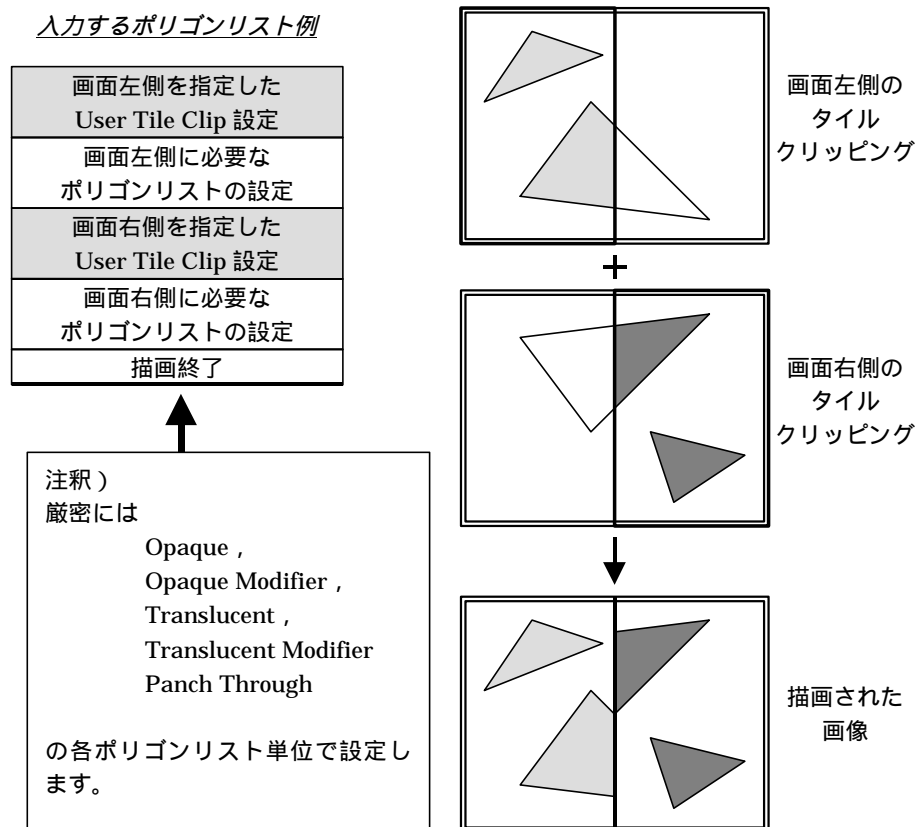 入力するポリゴンリスト例
画面左側を指定した
User Tile Clip 設定
画面左側に必要な
ポリゴンリストの設定
画面右側を指定した
User Tile Clip 設定
画面右側に必要な
ポリゴンリストの設定
描画終了
注釈）
厳密には
Opaque ,
Opaque Modifier ,
Translucent ,
Translucent Modifier
Panch Through
の各ポリゴンリスト単位で設定し
ます。
画面左側の
タイル
クリッピング
+
画面右側の
タイル
クリッピング
描画された
画像